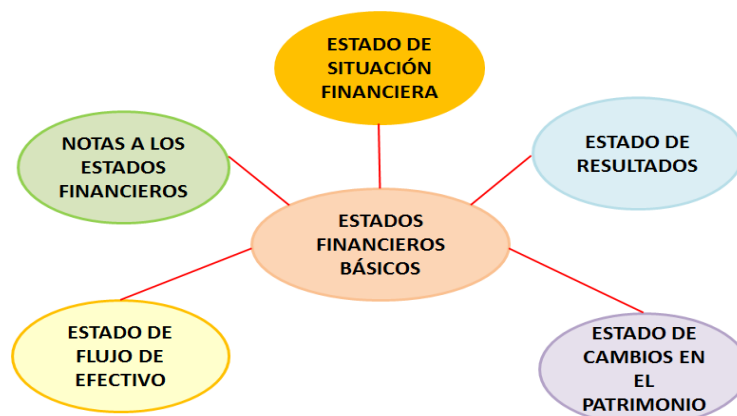 ESTADO DE
SITUACIÓN
FINANCIERA
NOTAS A LOS
ESTADOS
FINANCIEROS
ESTADO DE
RESULTADOS
ESTADOS
FINANCIEROS
BÁSICOS
ESTADO DE
FLUJO DE
EFECTIVO
ESTADO DE
CAMBIOS EN
EL
PATRIMONIO